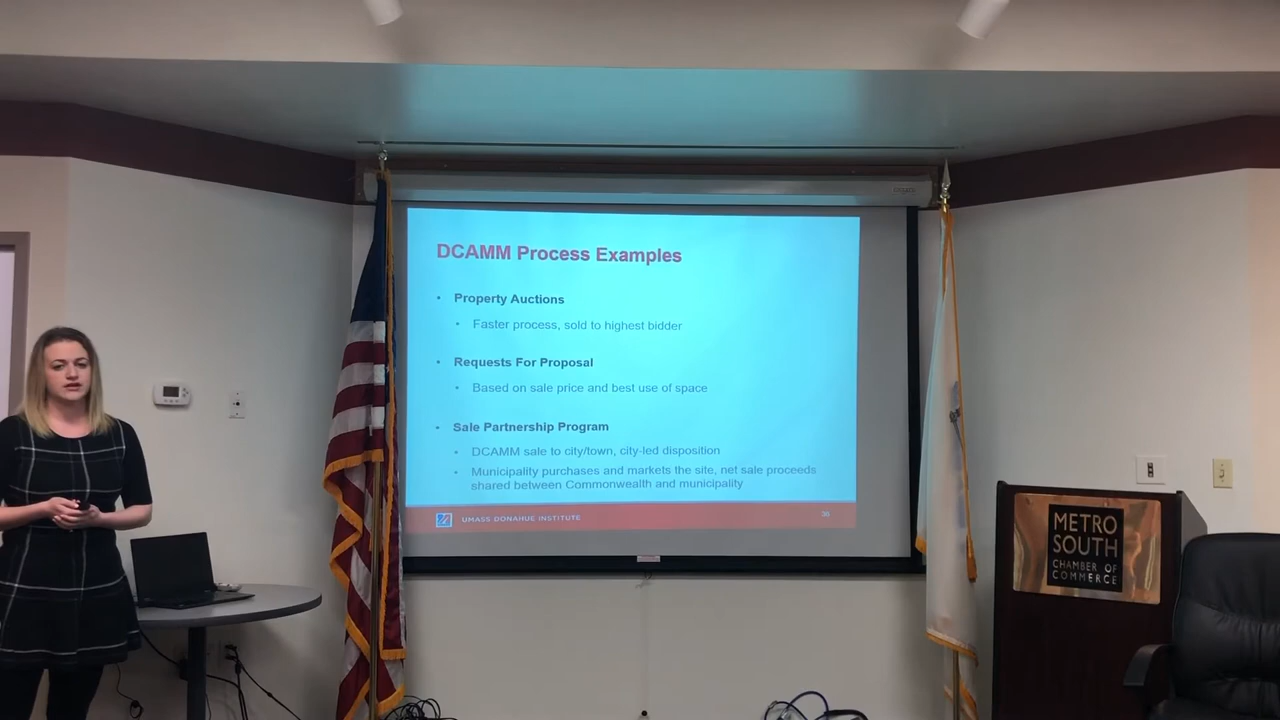 DCAMM Process Examples
• Property Auctions
• Faster process, sold to highest bidder
• Requests For Proposal
• Based on sale price and best use of space
• Sale Partnership Program
• DCAMM sale to city/town, city-led disposition
• Municipality purchases and markets the site, net sale proceeds
shared between Commonwealth and municipality
UMASS DONAHUE INSTITUTE
METRO
SOUTH
CHAMBER OF
COMMERCE